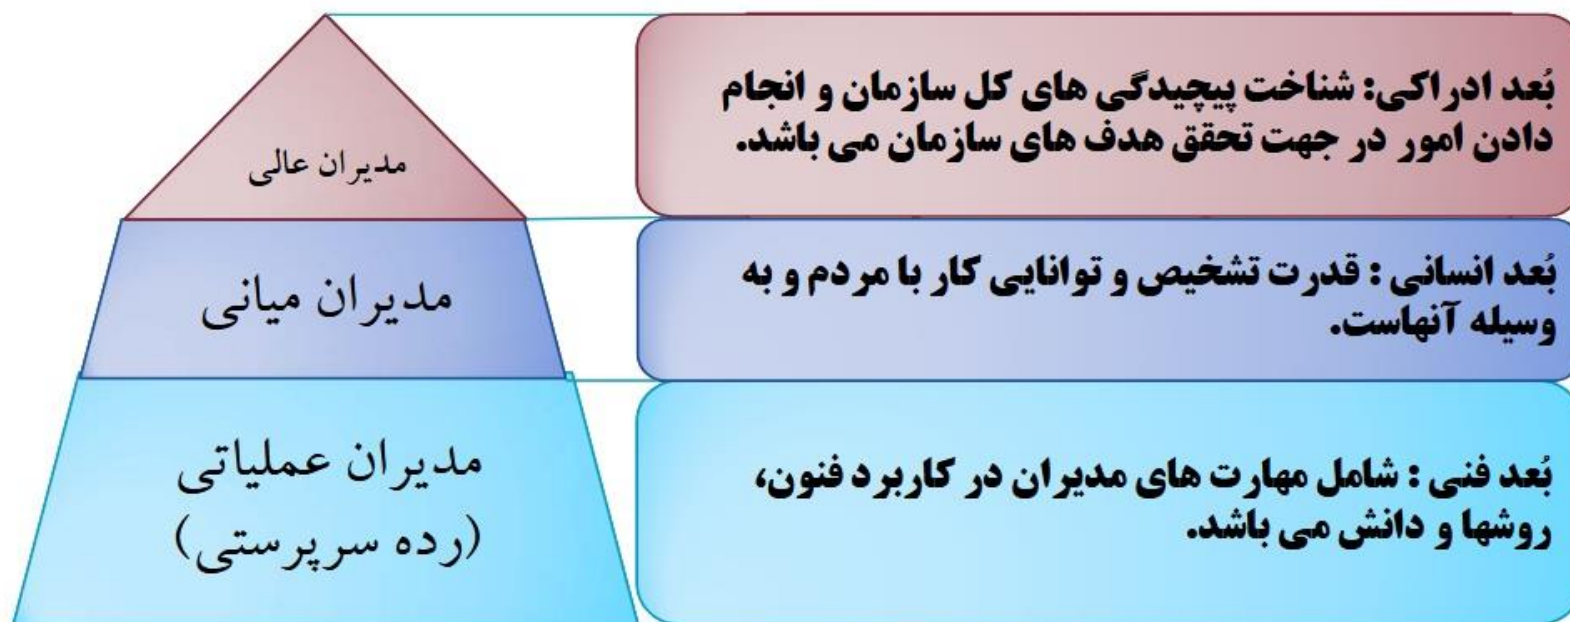 بُعد ادراکی: شناخت پیچیدگی های کل سازمان و انجام
دادن امور در جهت تحقق هدف های سازمان می باشد.
مدیران عالی
بُعد انسانی : قدرت تشخیص و توانایی کار با مردم و به
وسیله آنهاست.
مدیران میانی
بُعد فنی : شامل مهارت های مدیران در کاربرد فنون،
روشها و دانش می باشد.
مدیران عملیاتی
(رده سرپرستی)